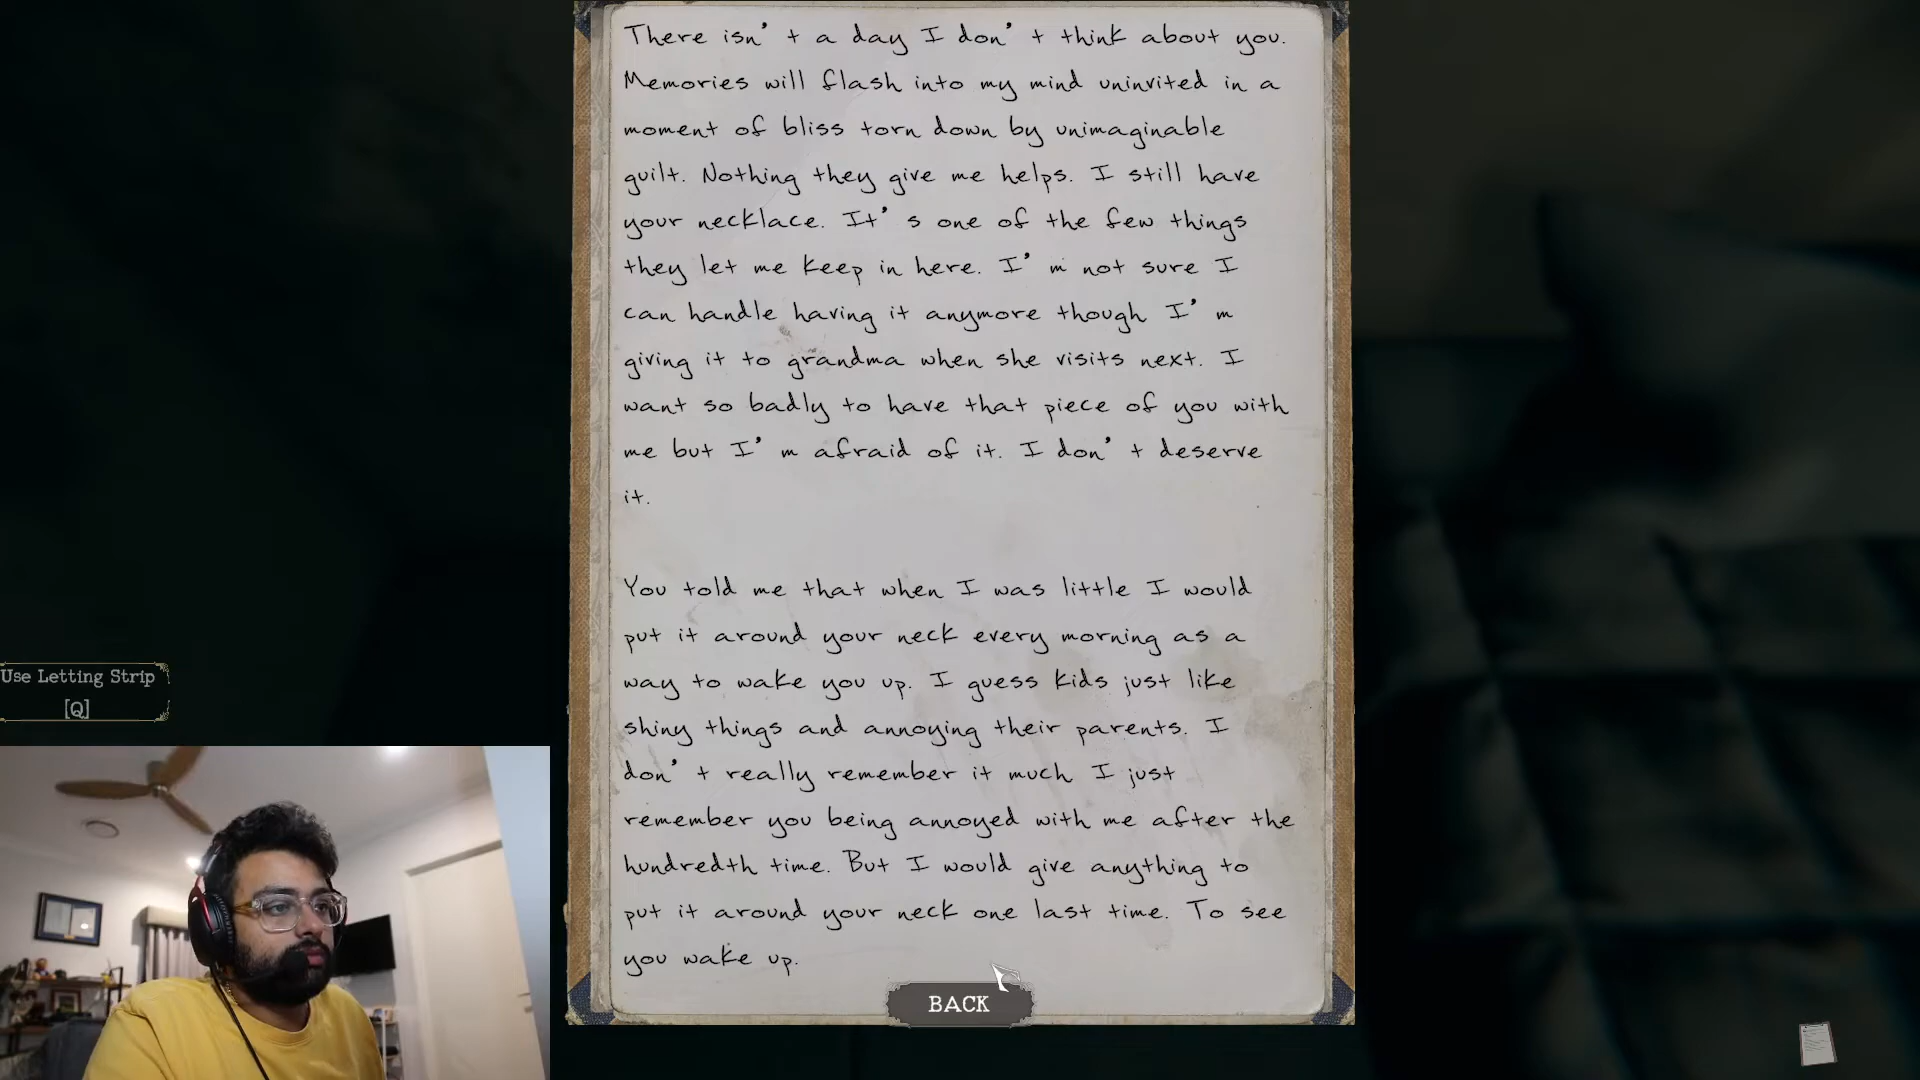 There isn't a day I don't think about you.
Memories will flash into my mind uninvited in a
moment of bliss torn down by unimaginable
guilt. Nothing they give me helps. I still have
your necklace. It's one of the few things
they let me keep in here. I'm not sure I
can handle having it anymore though I'm
giving it to grandma when she visits next. I
want so badly to have that piece of you with
me but I'm afraid of it. I don't deserve
it.
You told me that when I was little I would
put it around your neck every morning as a
way to wake you up. I guess kids just like
shiny things and annoying their parents. I
don't really remember it much I just
remember you being annoyed with me after the
hundredth time. But I would give anything to
put it around your neck one last time. To see
you wake up.
BACK
Use Letting Strip
[Q]